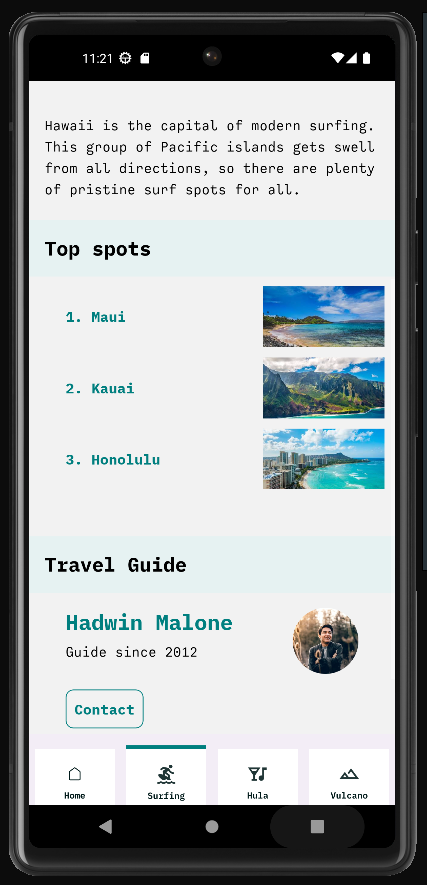 11:21
Hawaii is the capital of modern surfing.
This group of Pacific islands gets swell
from all directions, so there are plenty
of pristine surf spots for all.
Top spots
1. Maui
2. Kauai
3. Honolulu
Travel Guide
Hadwin Malone
Guide since 2012
Contact
Home Surfing Hula Vulcano